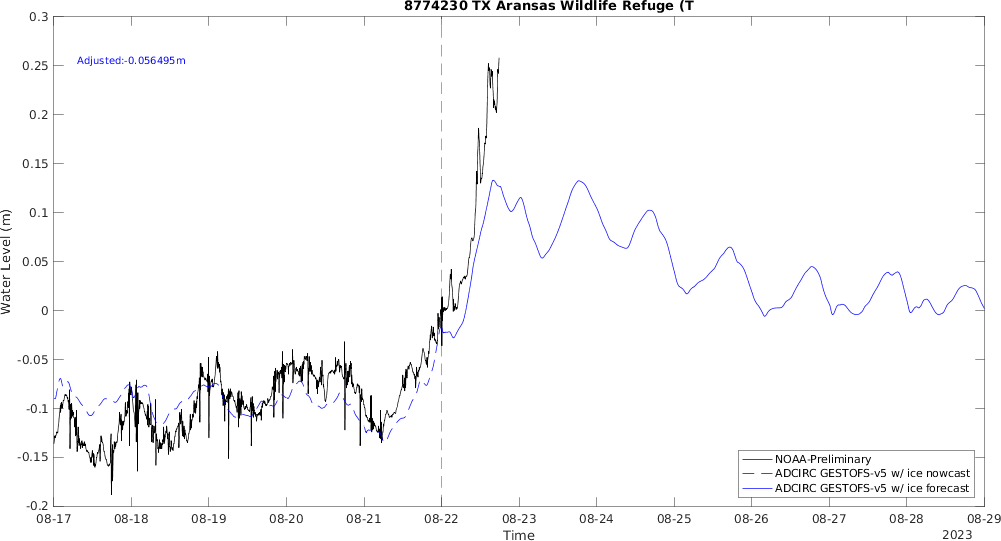 8774230 TX Aransas Wildlife Refuge (T
0.3
0.25
0.2
0.15
0.1
0.05
0
-0.05
-0.1
-0.15
-0.2
Water Level (m)
Adjusted:-0.056495m
NOAA-Preliminary
ADCIRC GESTOFS-v5 w/ ice nowcast
ADCIRC GESTOFS-v5 w/ ice forecast
08-17 08-18 08-19 08-20 08-21 08-22 08-23 08-24 08-25 08-26 08-27 08-28 08-29
Time
2023